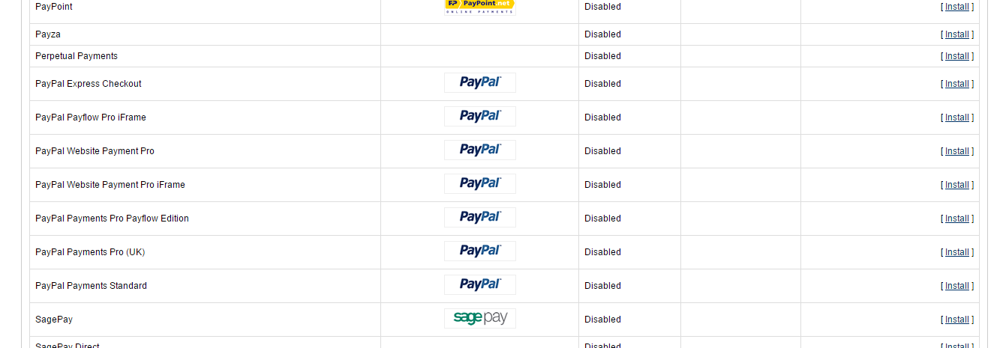 PayPoint PayPoint.net ONLINE PAYMENTS Disabled [ Install ]
Payza Disabled [ Install ]
Perpetual Payments Disabled [ Install ]
PayPal Express Checkout PayPal Disabled [ Install ]
PayPal Payflow Pro iFrame PayPal Disabled [ Install ]
PayPal Website Payment Pro PayPal Disabled [ Install ]
PayPal Website Payment Pro iFrame PayPal Disabled [ Install ]
PayPal Payments Pro Payflow Edition PayPal Disabled [ Install ]
PayPal Payments Pro (UK) PayPal Disabled [ Install ]
PayPal Payments Standard PayPal Disabled [ Install ]
SagePay sage pay Disabled [ Install ]
SagePay Direct Disabled [ Install ]